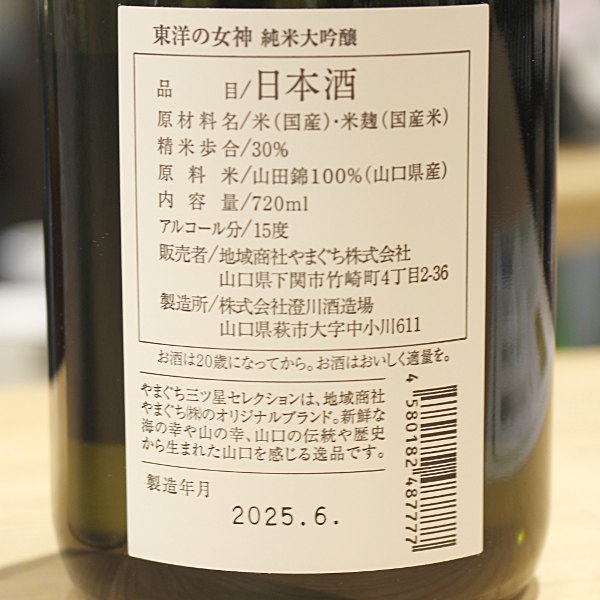 東洋の女神 純米大吟醸
品　　目/日本酒
原材料名/米(国産)・米麹(国産米)
精米歩合/30%
原 料 米/山田錦100%(山口県産)
内 容 量/720ml
アルコール分/15度
販売者/地域商社やまぐち株式会社
山口県下関市竹崎町4丁目2-36
製造所/株式会社澄川酒造場
山口県萩市大字中小川611
お酒は20歳になってから。お酒はおいしく適量を。
やまぐち三ツ星セレクションは、地域商社
やまぐち㈱のオリジナルブランド。新鮮な
海の幸や山の幸、山口の伝統や歴史
から生まれた山口を感じる逸品です。
製造年月
2025.6.
4580182487777